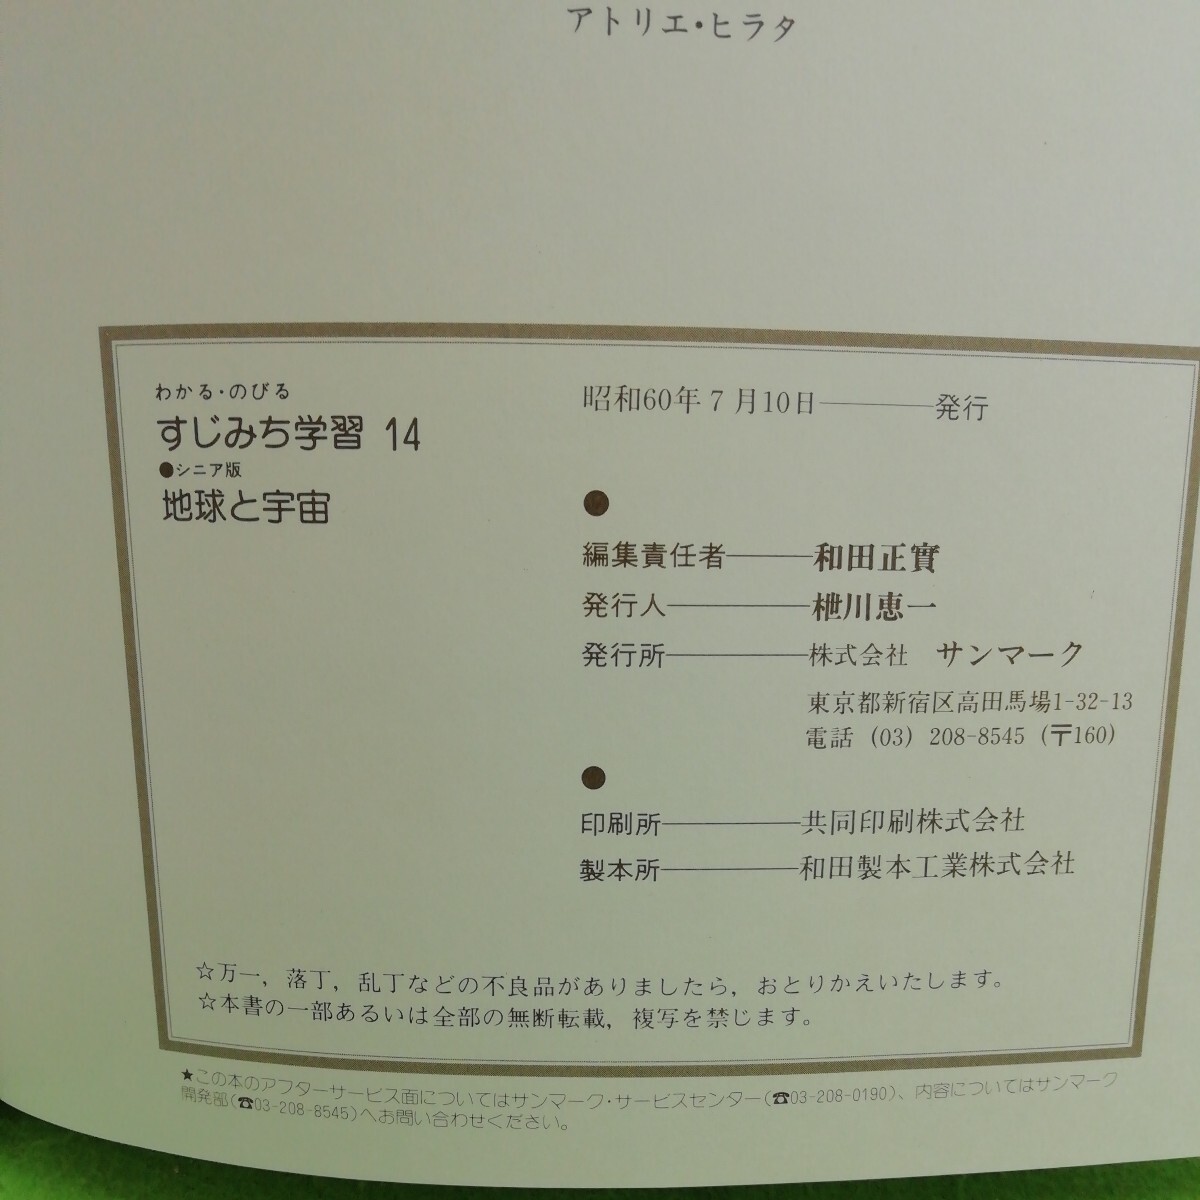 アトリエ・ヒラタ
わかる・のびる
すじみち学習 14
●シニア版
地球と宇宙
昭和60年7月10日――――発行
●
編集責任者―――和田正實
発行人―――――枻川惠一
発行所―――――株式会社 サンマーク
東京都新宿区高田馬場1-32-13
電話 (03) 208-8545 (〒160)
●
印刷所―――――共同印刷株式会社
製本所―――――和田製本工業株式会社
☆万一，落丁，乱丁などの不良品がありましたら，おとりかえいたします。
☆本書の一部あるいは全部の無断転載，複写を禁じます。
★この本のアフターサービス面についてはサンマーク・サービスセンター(☎03-208-0190)、内容についてはサンマーク
開発部(☎03-208-8545)へお問い合わせください。